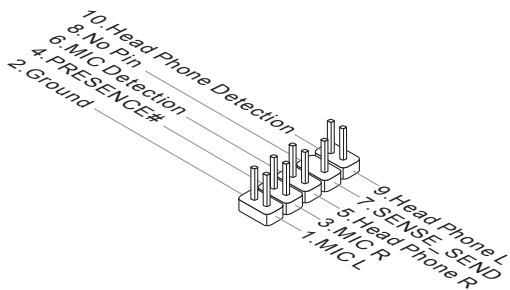 10.Head Phone Detection
8.No Pin
6.MIC Detection
4.PRESENCE#
2.Ground
9.Head Phone L
7.SENSE_SEND
5.Head Phone R
3.MIC R
1.MIC L